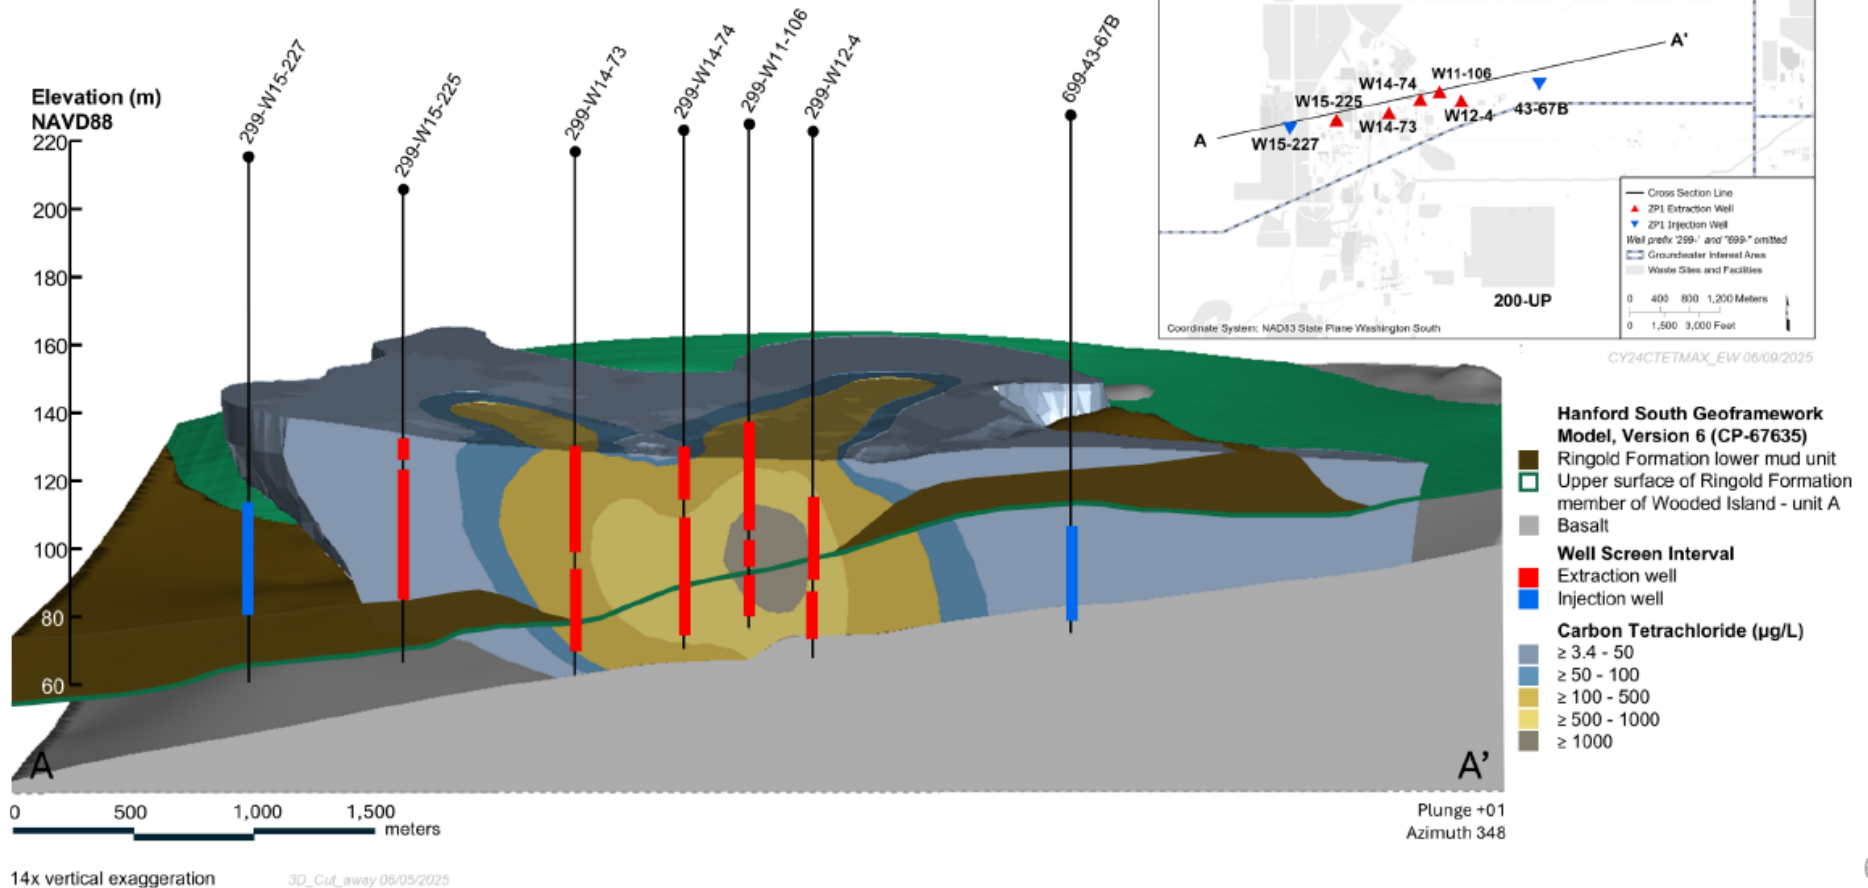 Elevation (m)
NAVD88
220
200
180
160
140
120
100
80
60
299-W15-227
299-W15-225
299-W14-73
299-W14-74
299-W11-106
299-W12-4
699-43-67B
A
A'
0 500 1,000 1,500
meters
14x vertical exaggeration
3D_Cut_away 06/05/2025
Plunge +01
Azimuth 348
A
A'
W15-227
W15-225
W14-73
W14-74
W11-106
W12-4
43-67B
200-UP
Cross Section Line
ZP1 Extraction Well
ZP1 Injection Well
Well prefix '299-' and "699-" omitted
Groundwater Interest Area
Waste Sites and Facilities
0 400 800 1,200 Meters
0 1,500 3,000 Feet
Coordinate System: NAD83 State Plane Washington South
CY24CTETMAX_EW 06/09/2025
Hanford South Geoframework
Model, Version 6 (CP-67635)
Ringold Formation lower mud unit
Upper surface of Ringold Formation
member of Wooded Island - unit A
Basalt
Well Screen Interval
Extraction well
Injection well
Carbon Tetrachloride (µg/L)
≥ 3.4 - 50
≥ 50 - 100
≥ 100 - 500
≥ 500 - 1000
≥ 1000